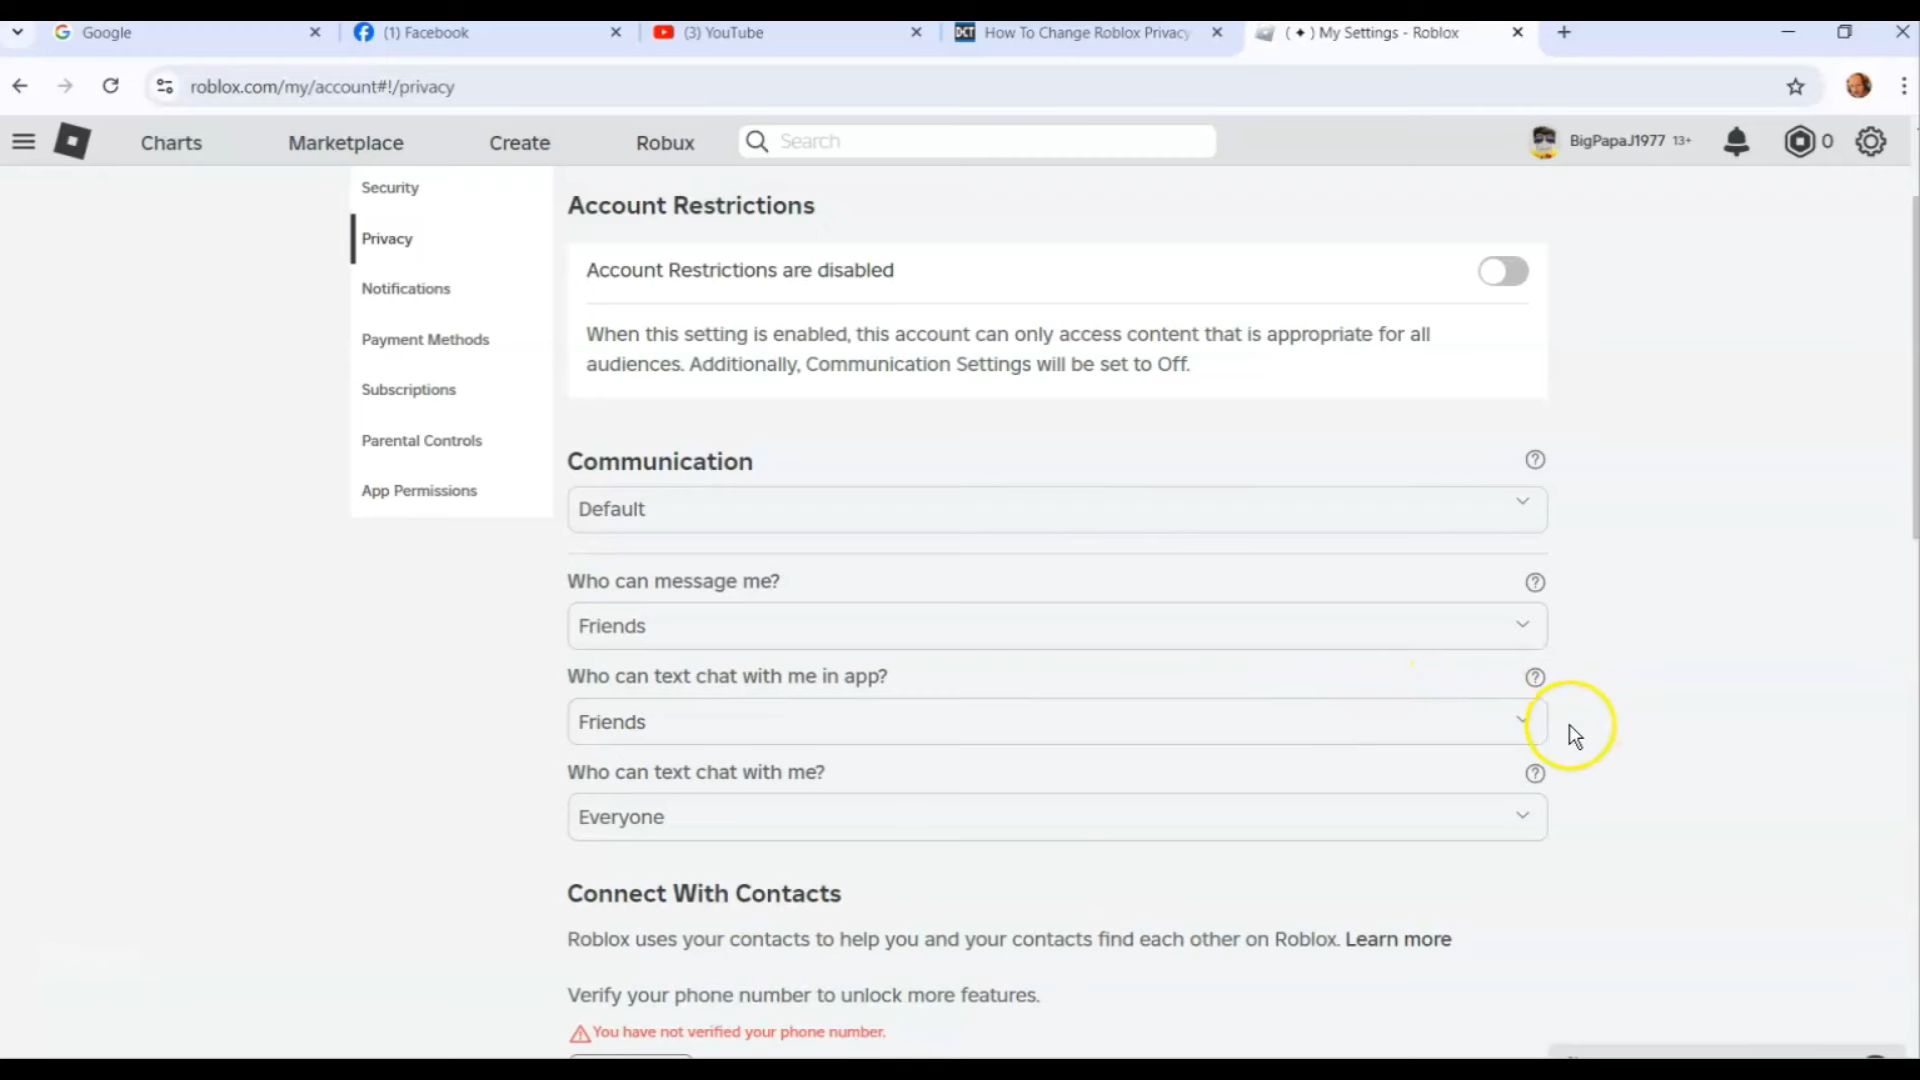 Google
(1) Facebook
(3) YouTube
DCT How To Change Roblox Privacy
( ✦ ) My Settings - Roblox
roblox.com/my/account#!/privacy
Charts
Marketplace
Create
Robux
Search
BigPapaJ1977 13+
0
Security
Privacy
Notifications
Payment Methods
Subscriptions
Parental Controls
App Permissions
Account Restrictions
Account Restrictions are disabled
When this setting is enabled, this account can only access content that is appropriate for all
audiences. Additionally, Communication Settings will be set to Off.
Communication
Default
Who can message me?
Friends
Who can text chat with me in app?
Friends
Who can text chat with me?
Everyone
Connect With Contacts
Roblox uses your contacts to help you and your contacts find each other on Roblox. Learn more
Verify your phone number to unlock more features.
You have not verified your phone number.